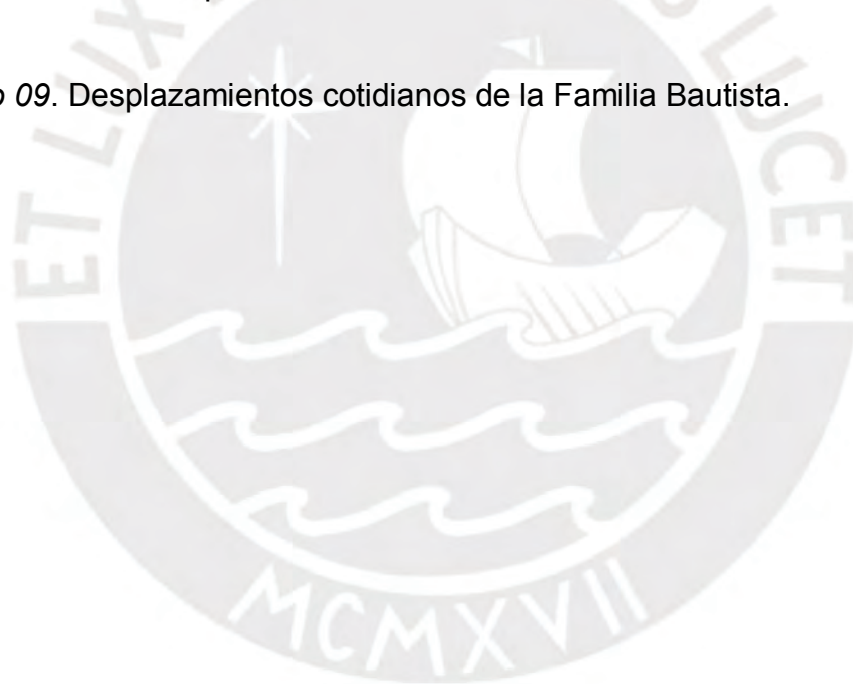 09. Desplazamientos cotidianos de la Familia Bautista.
ET LUX
LUCET
MCMXVII